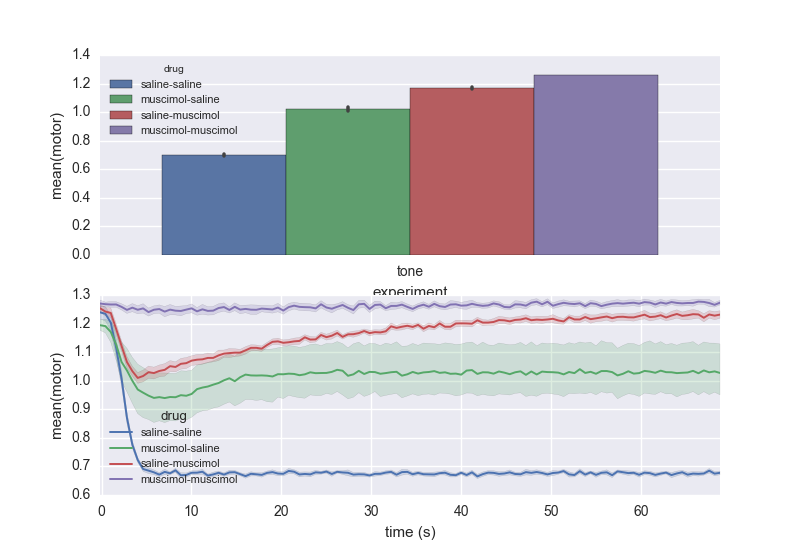 1.4
1.2
1.0
0.8
0.6
0.4
0.2
0.0
mean(motor)
drug
saline-saline
muscimol-saline
saline-muscimol
muscimol-muscimol
tone
experiment
1.3
1.2
1.1
1.0
0.9
0.8
0.7
0.6
mean(motor)
drug
saline-saline
muscimol-saline
saline-muscimol
muscimol-muscimol
0 10 20 30 40 50 60
time (s)